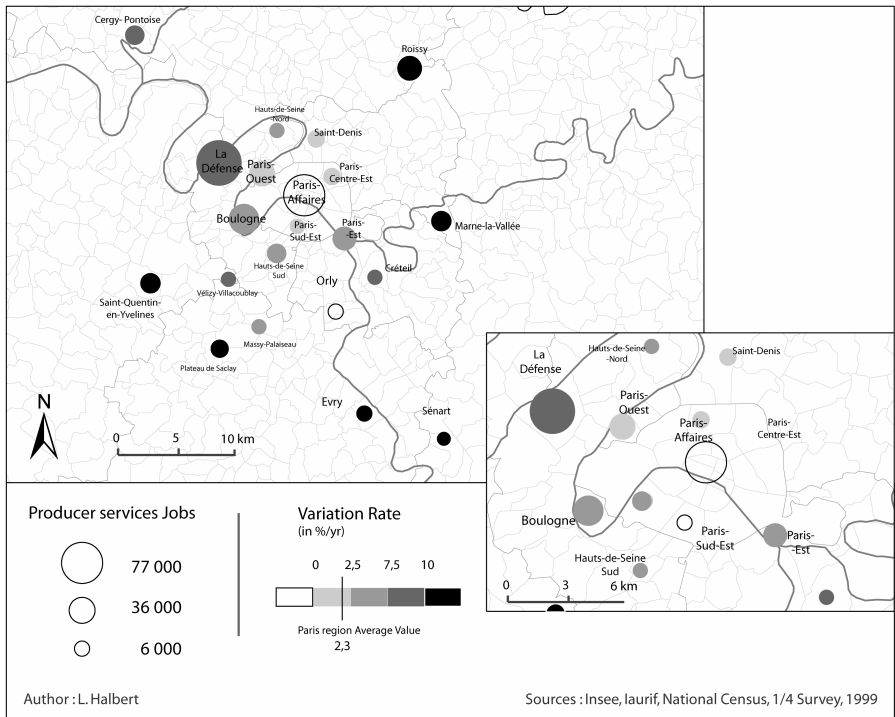 Cergy- Pontoise
Roissy
Hauts-de-Seine
-Nord
Saint-Denis
La
Défense
Paris-
Ouest
Paris-
Centre-Est
Paris-
Affaires
Boulogne
Paris-
Sud-Est
Paris-
-Est
Marne-la-Vallée
Hauts-de-Seine
Sud
Créteil
Orly
Vélizy-Villacoublay
Saint-Quentin-
en-Yvelines
Massy-Palaiseau
Plateau de Saclay
Evry
Sénart
N
0 5 10 km
La
Défense
Hauts-de-Seine
-Nord
Saint-Denis
Paris-
Ouest
Paris-
Affaires
Paris-
Centre-Est
Boulogne
Paris-
Sud-Est
Paris-
-Est
Hauts-de-Seine
Sud
0 3 6 km
Producer services Jobs
77 000
36 000
6 000
Variation Rate
(in %/yr)
0 2,5 7,5 10
Paris region Average Value
2,3
Author : L. Halbert
Sources : Insee, Iaurif, National Census, 1/4 Survey, 1999